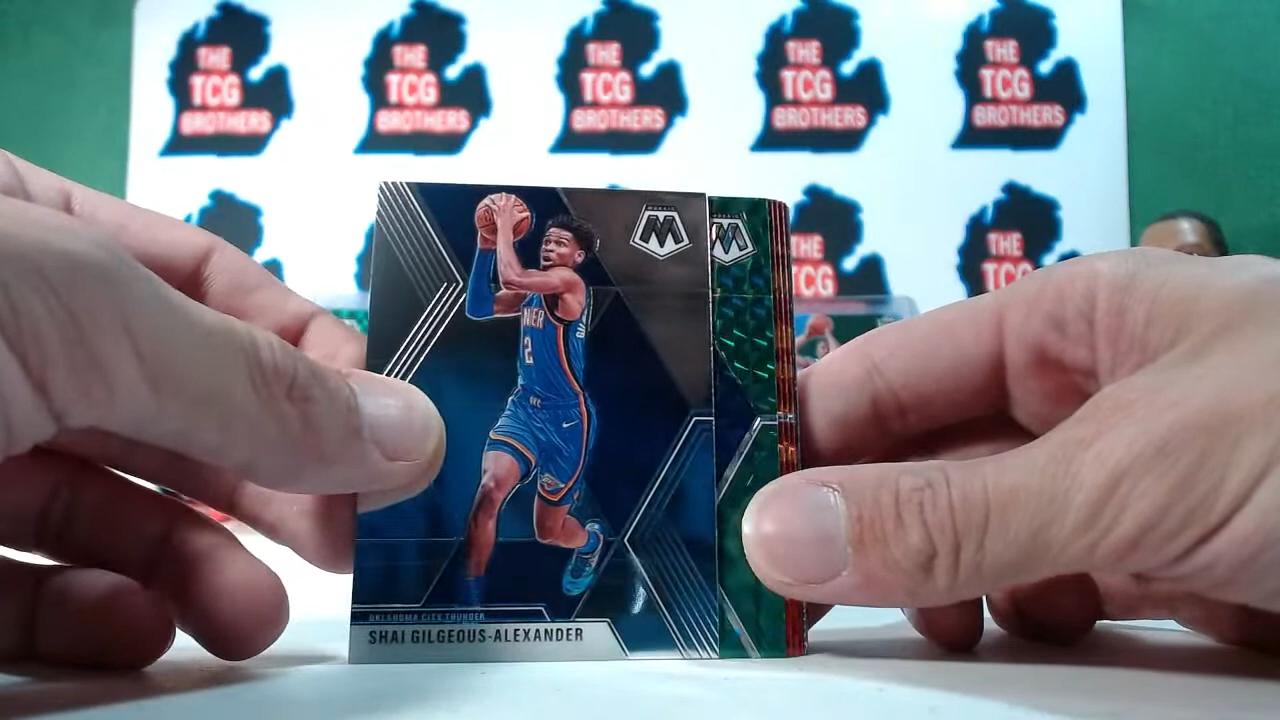 THE
TCG
BROTHERS
THE
TCG
BROTHERS
THE
TCG
BROTHERS
THE
TCG
BROTHERS
THE
TCG
BROTHERS
THE
TCG
THE
TCG
MOSAIC
M
MOSAIC
M
2
OKLAHOMA CITY THUNDER
SHAI GILGEOUS-ALEXANDER